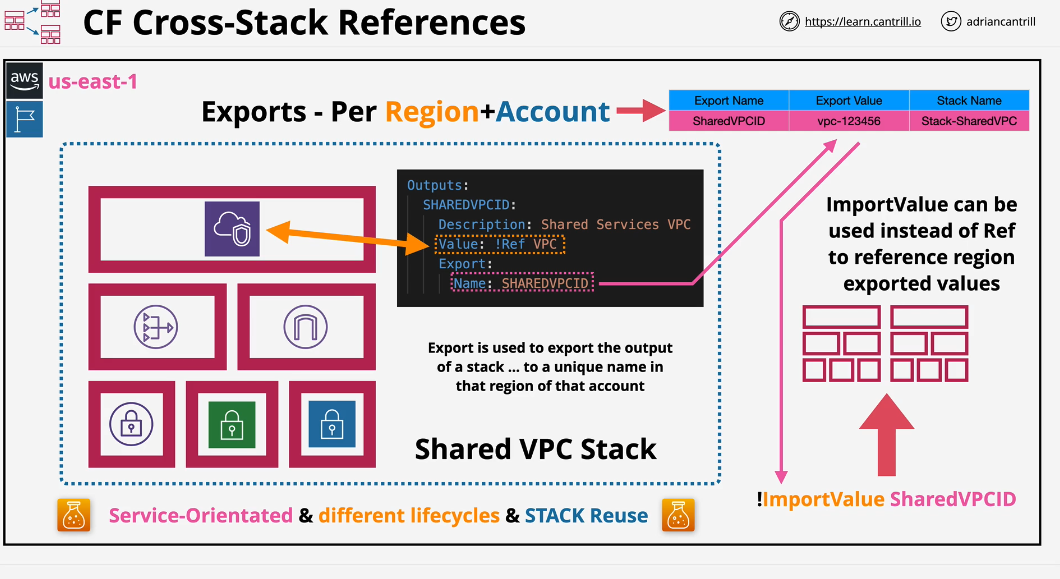 CF Cross-Stack References
https://learn.cantrill.io
adriancantrill
aws
us-east-1
Exports - Per Region+Account
Export Name Export Value Stack Name
SharedVPCID vpc-123456 Stack-SharedVPC
Outputs:
SHAREDVPCID:
Description: Shared Services VPC
Value: !Ref VPC
Export:
Name: SHAREDVPCID
Export is used to export the output
of a stack ... to a unique name in
that region of that account
Shared VPC Stack
ImportValue can be
used instead of Ref
to reference region
exported values
!ImportValue SharedVPCID
Service-Orientated & different lifecycles & STACK Reuse